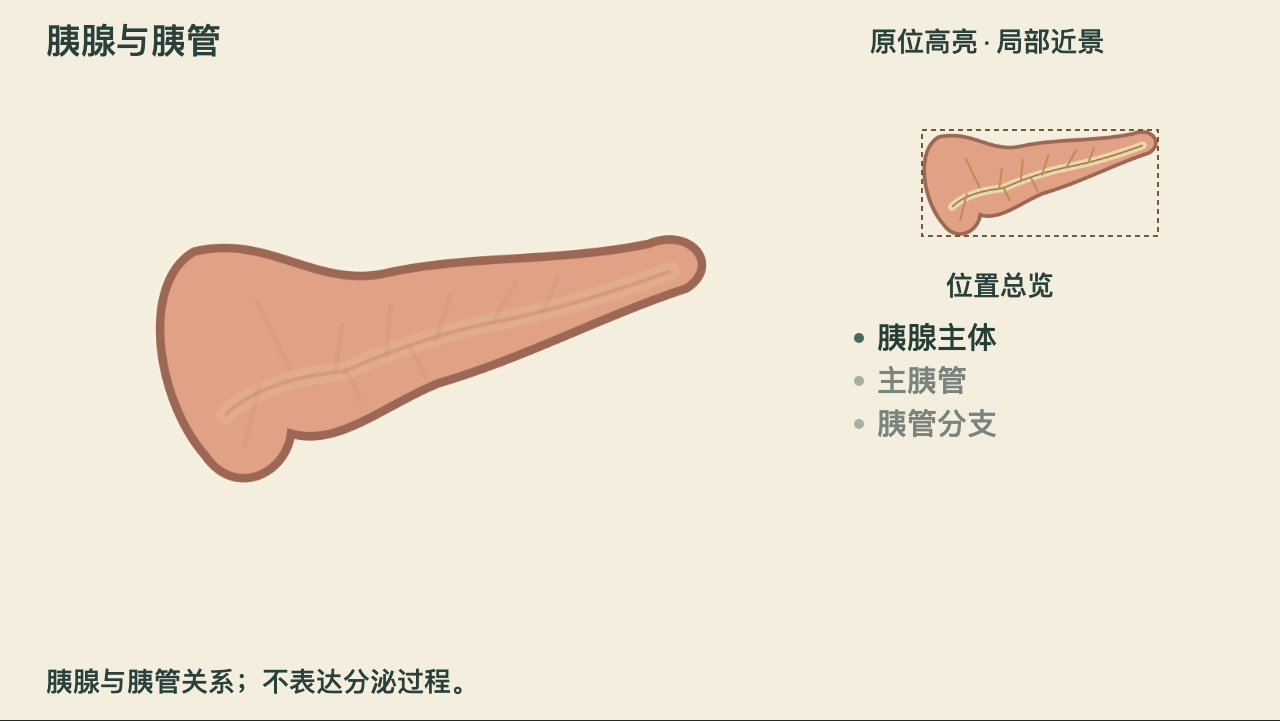 胰腺与胰管
原位高亮 · 局部近景
位置总览
• 胰腺主体
• 主胰管
• 胰管分支
胰腺与胰管关系；不表达分泌过程。